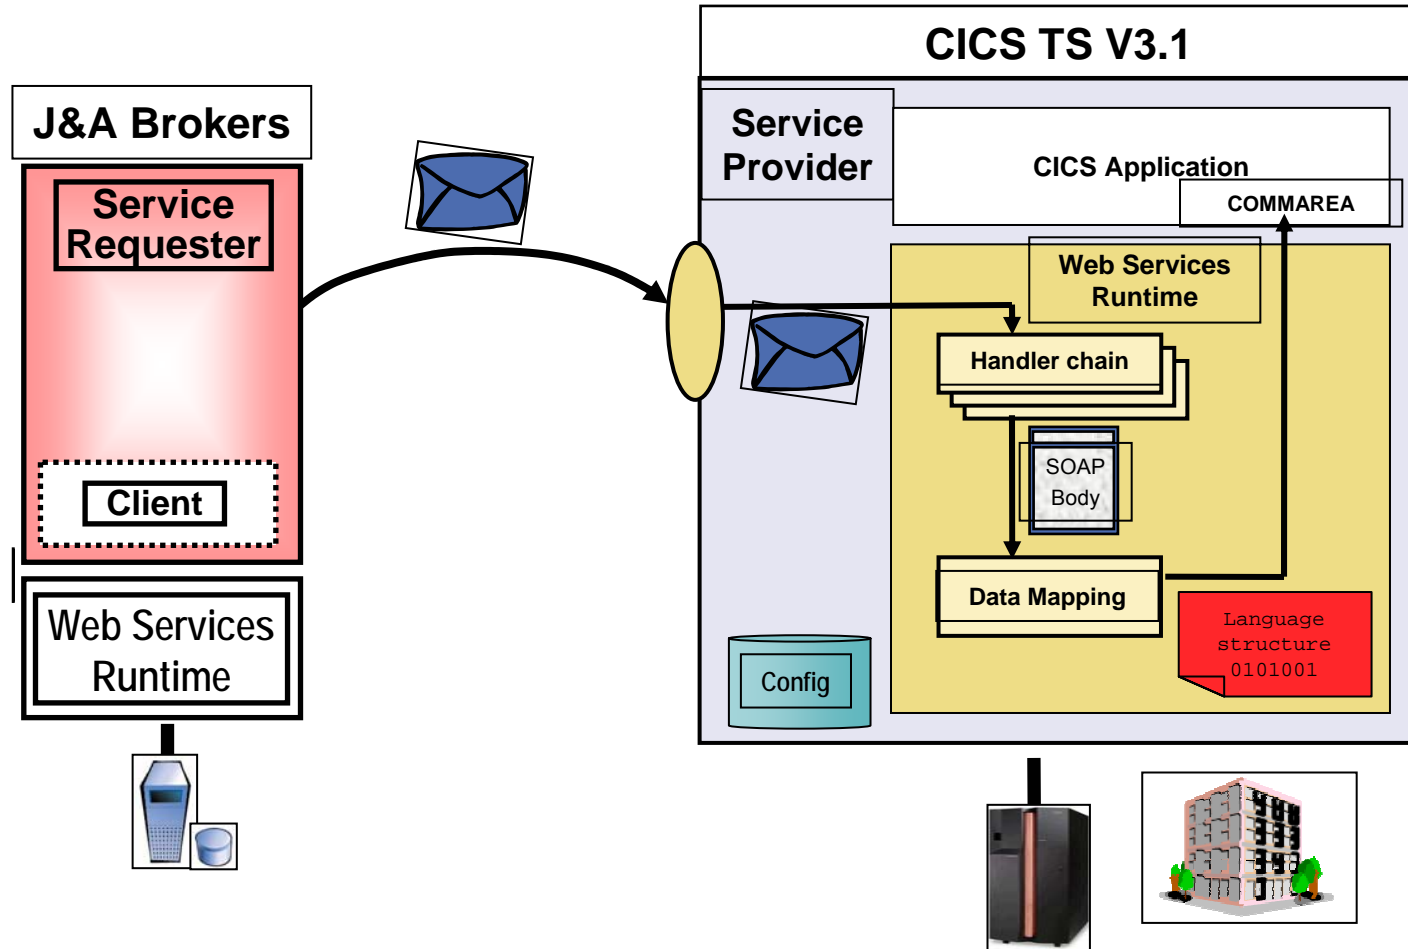 CICS TS V3.1
J&A Brokers
Service
Requester
Client
Web Services
Runtime
Service
Provider
CICS Application
COMMAREA
Web Services
Runtime
Handler chain
SOAP
Body
Data Mapping
Language
structure
0101001
Config